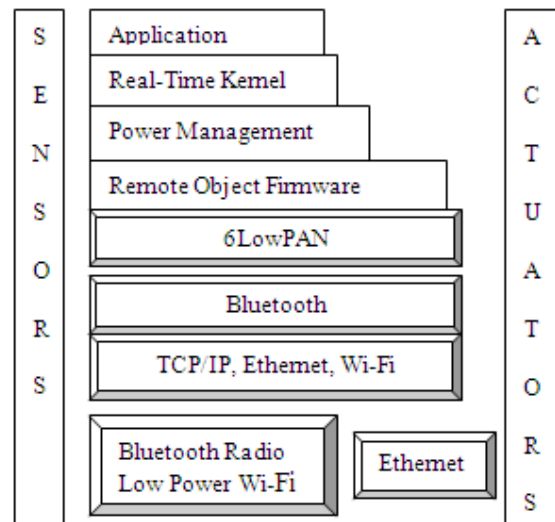 S
E
N
S
O
R
S
Application
Real-Time Kernel
Power Management
Remote Object Firmware
6LowPAN
Bluetooth
TCP/IP, Ethernet, Wi-Fi
Bluetooth Radio
Low Power Wi-Fi
Ethernet
A
C
T
U
A
T
O
R
S